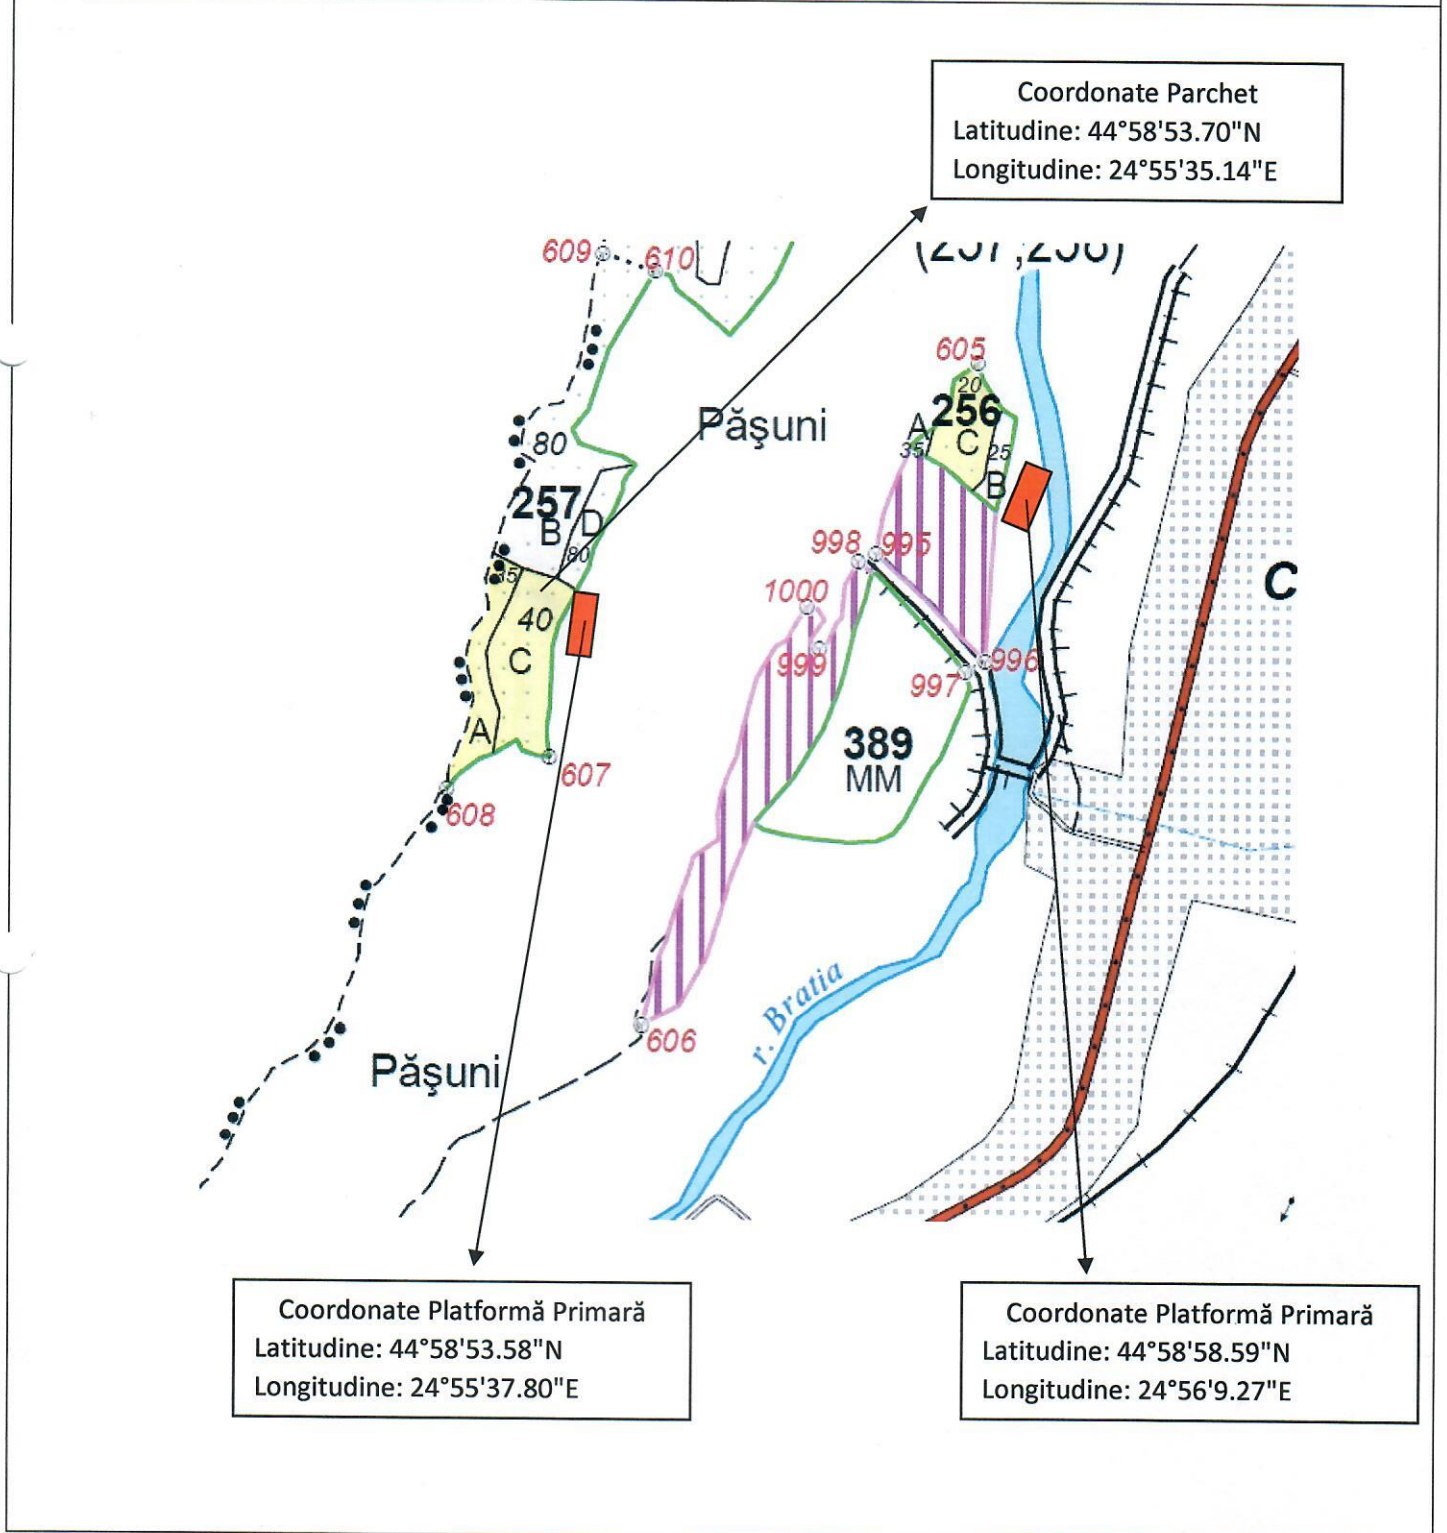 Coordonate Parchet
Latitudine: 44°58'53.70"N
Longitudine: 24°55'35.14"E
609
610
605
20
256
A
35
C
25
B
Păşuni
80
257
B
D
80
35
40
C
A
607
608
998
995
1000
999
996
997
389
MM
C
r. Bratia
606
Păşuni
Coordonate Platformă Primară
Latitudine: 44°58'53.58"N
Longitudine: 24°55'37.80"E
Coordonate Platformă Primară
Latitudine: 44°58'58.59"N
Longitudine: 24°56'9.27"E